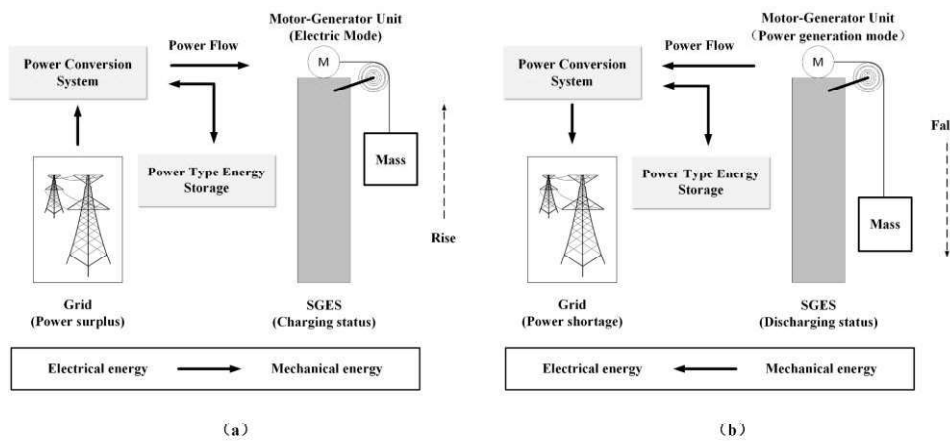 Motor-Generator Unit
(Electric Mode)
Power Flow
Power Conversion
System
M
Mass
Power Type Energy
Storage
Rise
Grid
(Power surplus)
SGES
(Charging status)
Electrical energy
Mechanical energy
(a)
Motor-Generator Unit
(Power generation mode)
Power Flow
Power Conversion
System
M
Fal
Power Type Energy
Storage
Mass
Grid
(Power shortage)
SGES
(Discharging status)
Electrical energy
Mechanical energy
(b)